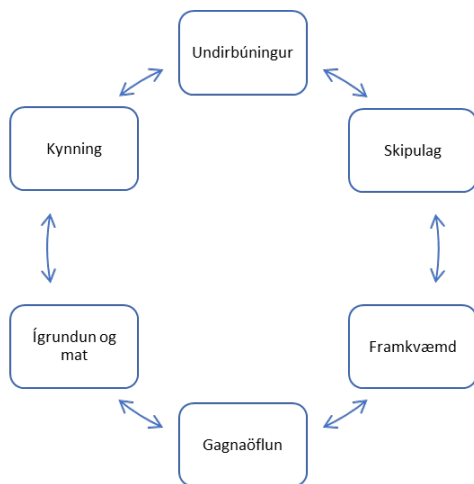 Undirbúningur
Kynning
Skipulag
Ígrundun og
mat
Framkvæmd
Gagnaöflun